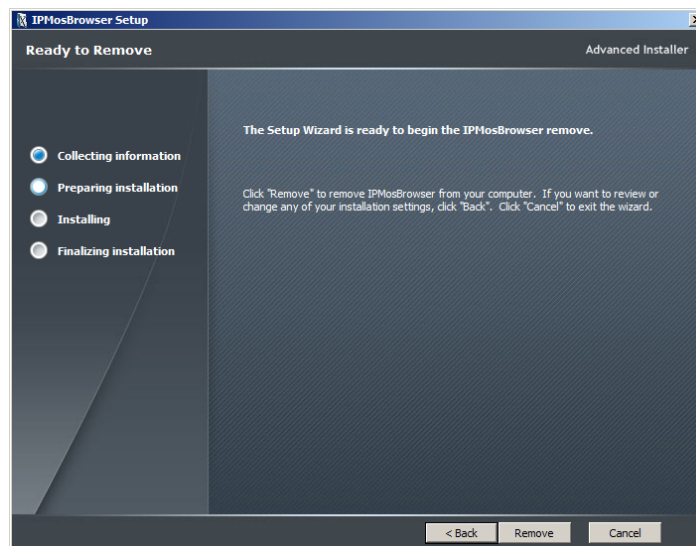 IPMosBrowser Setup
Ready to Remove
Advanced Installer
The Setup Wizard is ready to begin the IPMosBrowser remove.
Collecting information
Preparing installation
Installing
Finalizing installation
Click "Remove" to remove IPMosBrowser from your computer. If you want to review or
change any of your installation settings, click "Back". Click "Cancel" to exit the wizard.
< Back
Remove
Cancel